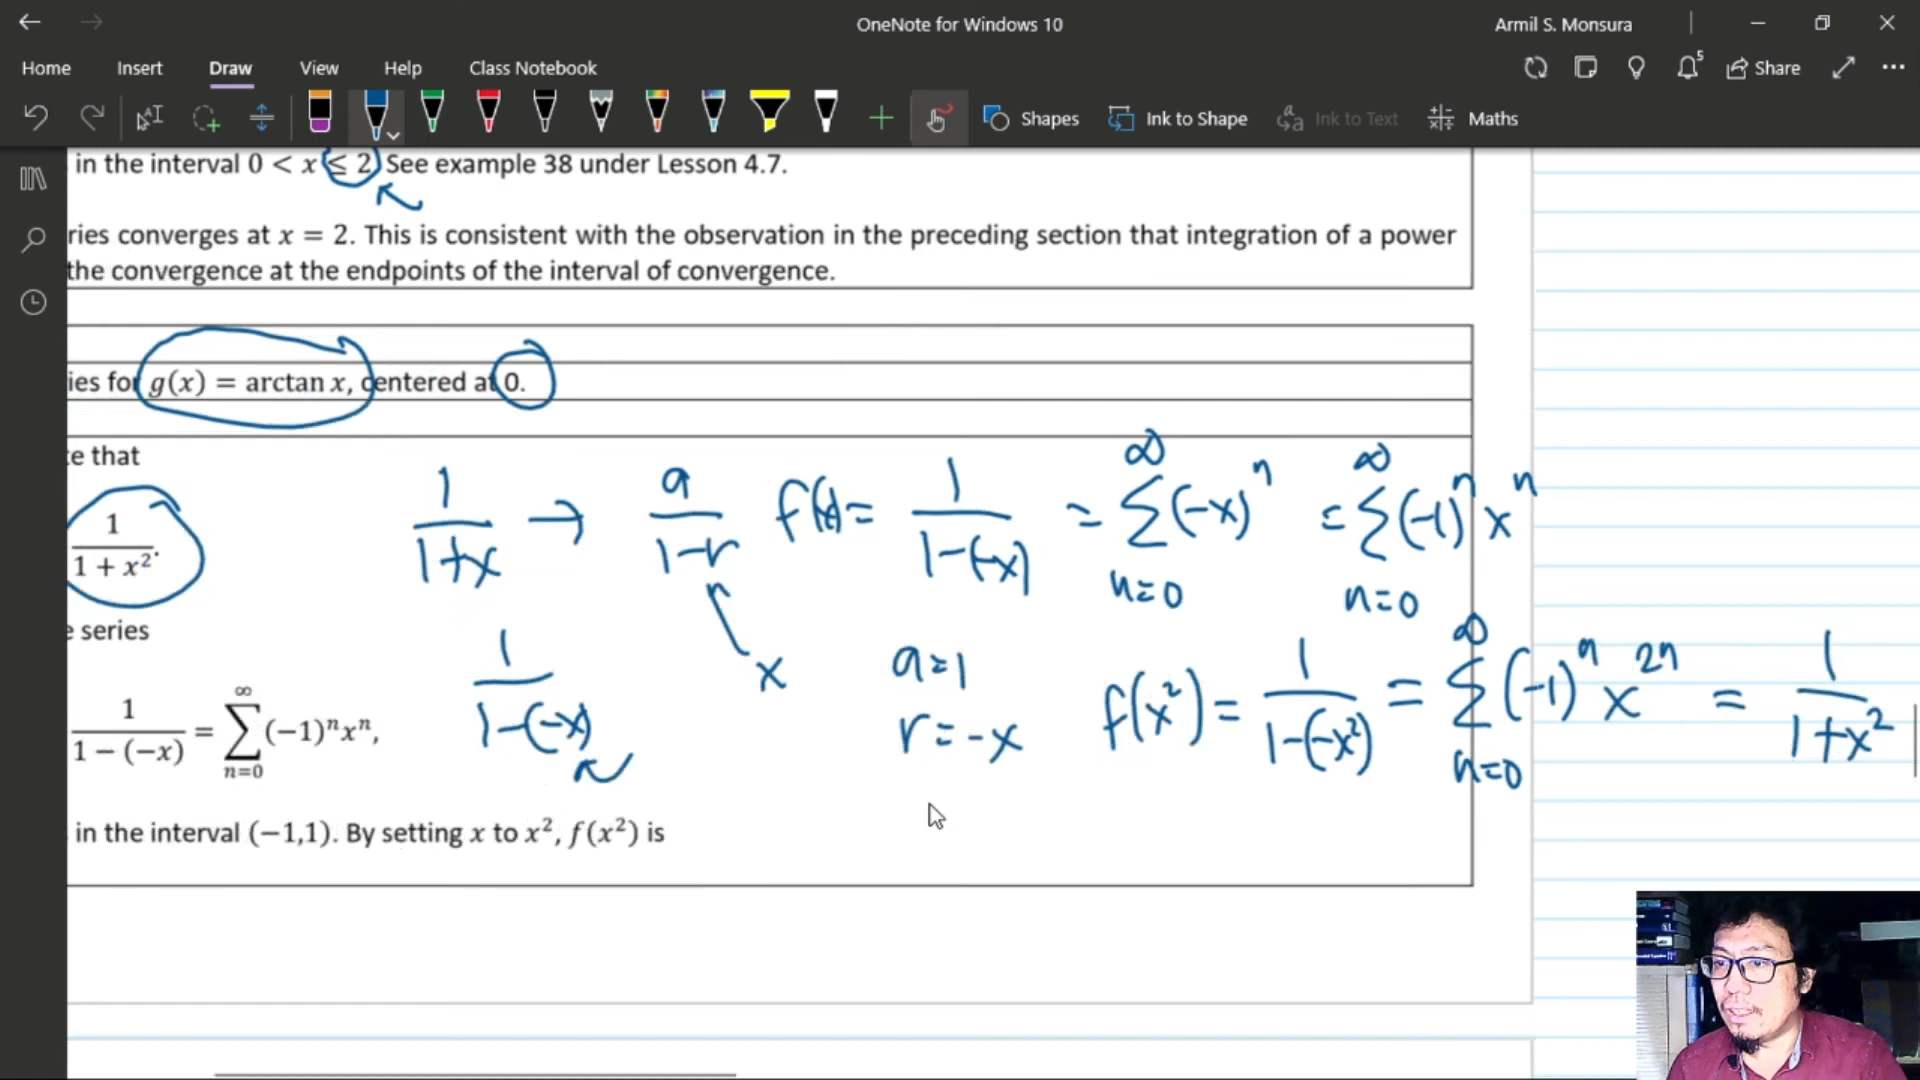 OneNote for Windows 10
Armil S. Monsura
Home Insert Draw View Help Class Notebook
5 Share
Shapes Ink to Shape Ink to Text Maths
in the interval 0 < x ≤ 2 See example 38 under Lesson 4.7.
ries converges at x = 2. This is consistent with the observation in the preceding section that integration of a power
the convergence at the endpoints of the interval of convergence.
ies for g(x) = arctan x, centered at 0.
e that
1/(1 + x²).
1/(1+x) → a/(1-r) f(x) = 1/(1-(-x)) = ∞ Σ n=0 (-x)ⁿ = ∞ Σ n=0 (-1)ⁿ xⁿ
r
x
e series
1/(1 − (−x)) = ∞ ∑ n=0 (−1)ⁿxⁿ,
1/(1-(-x))
a=1
r=-x
f(x²) = 1/(1-(-x²)) = ∞ Σ n=0 (-1)ⁿ x²ⁿ = 1/(1+x²)
in the interval (−1,1). By setting x to x², f(x²) is